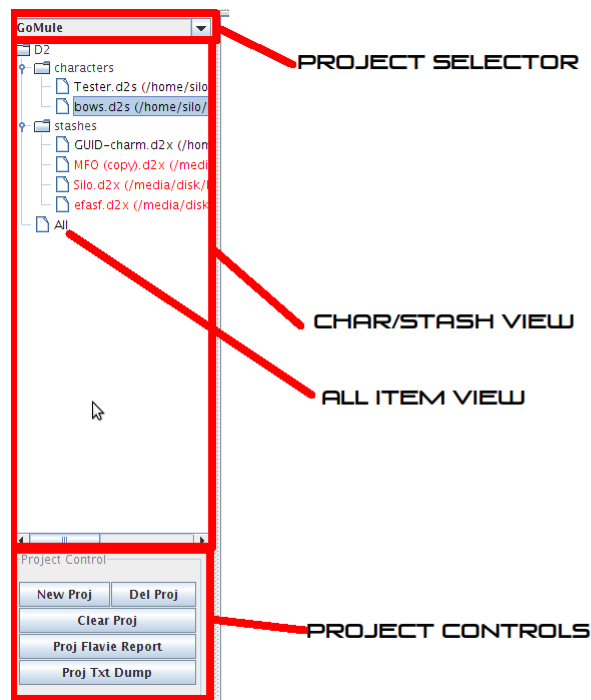 GoMule
PROJECT SELECTOR
D2
characters
Tester.d2s (/home/silo
bows.d2s (/home/silo/
stashes
GUID-charm.d2x (/hom
MFO (copy).d2x (/medi
Silo.d2x (/media/disk/
efasf.d2x (/media/disk
All
CHAR/STASH VIEW
ALL ITEM VIEW
Project Control
New Proj Del Proj
Clear Proj
PROJECT CONTROLS
Proj Flavie Report
Proj Txt Dump